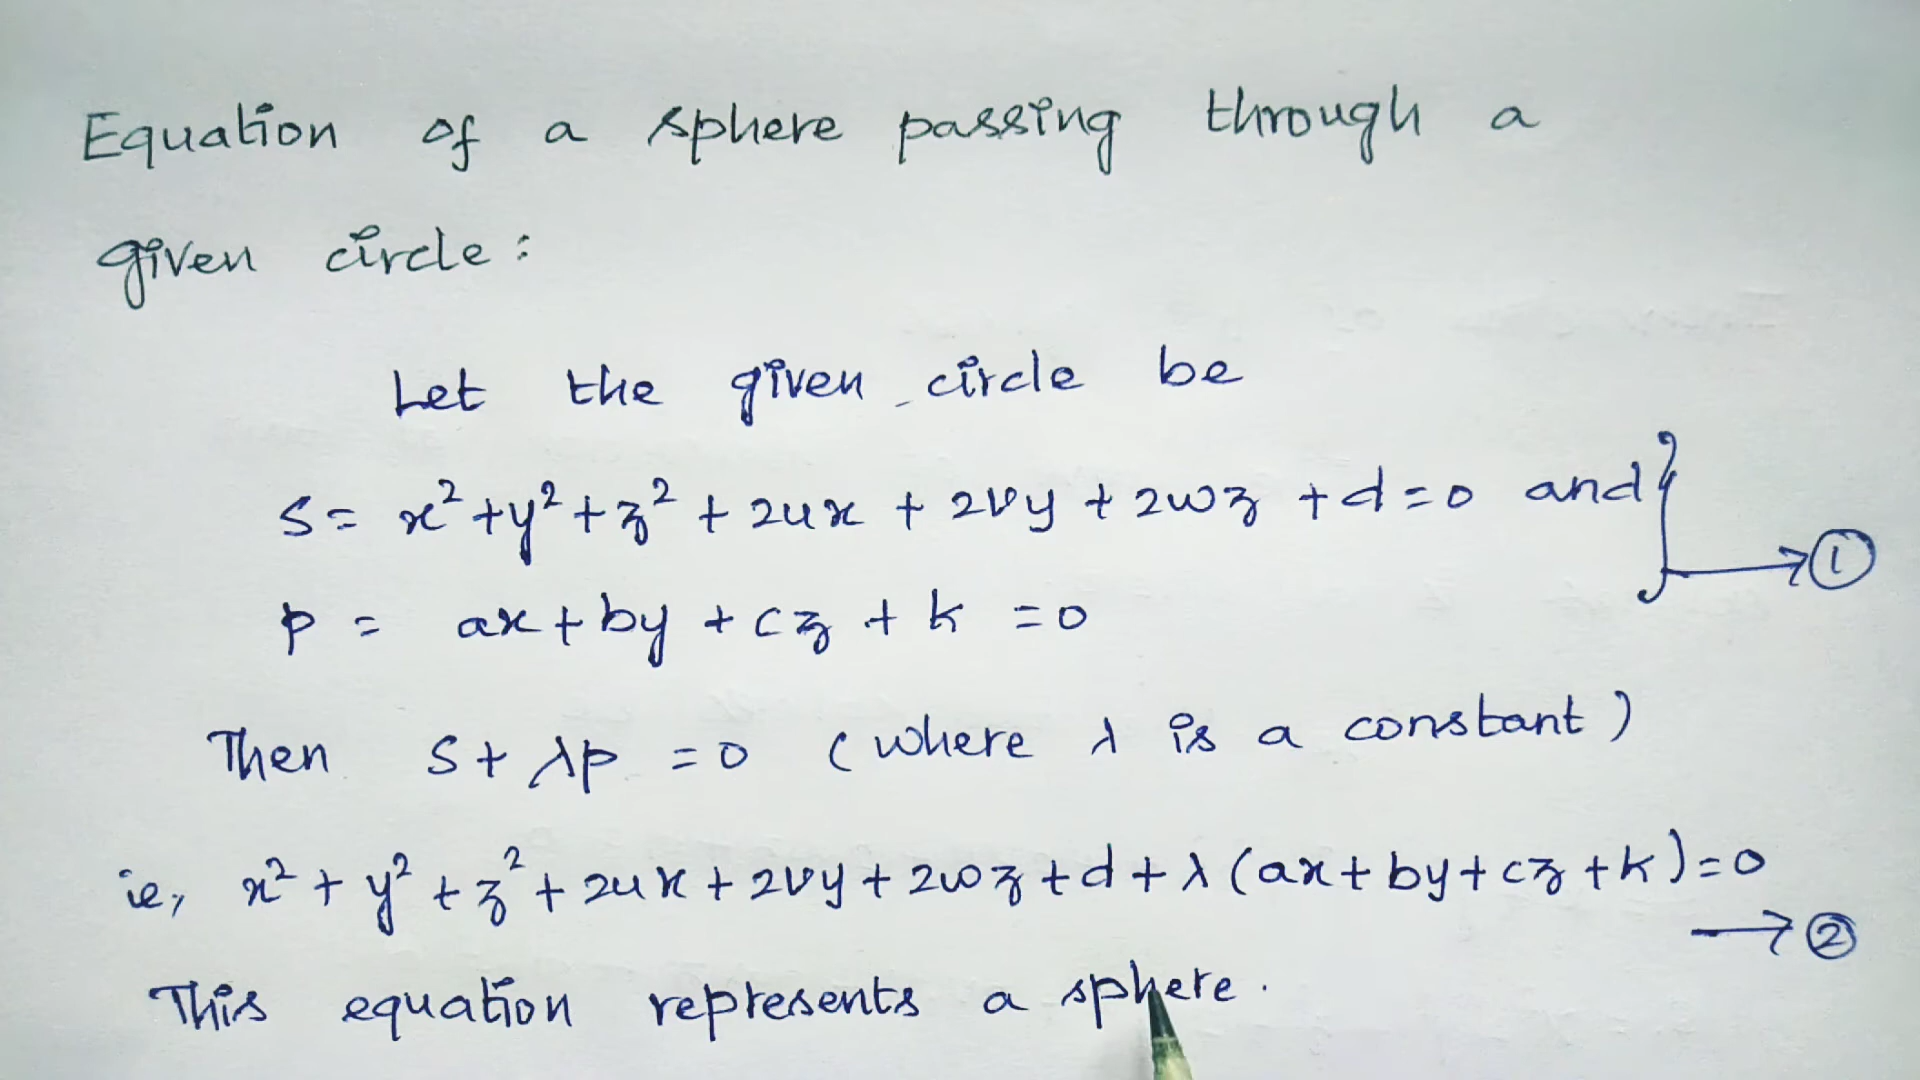 Equation of a sphere passing through a
given circle:
Let the given circle be
S = x² + y² + z² + 2ux + 2vy + 2wz + d = 0 and } → ①
p = ax + by + cz + k = 0
Then S + λp = 0 (where λ is a constant)
ie, x² + y² + z² + 2ux + 2vy + 2wz + d + λ (ax + by + cz + k) = 0
→ ②
This equation represents a sphere.